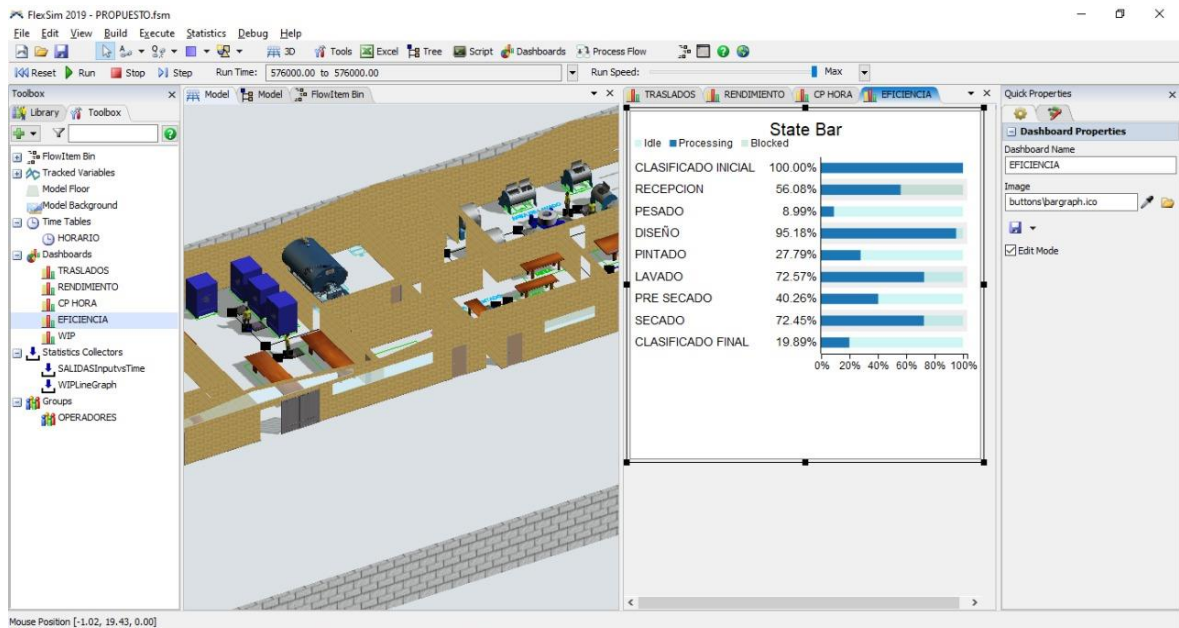 FlexSim 2019 - PROPUESTO.fsm
File Edit View Build Execute Statistics Debug Help
3D Tools Excel Tree Script Dashboards Process Flow
Reset Run Stop Step Run Time: 576000.00 to 576000.00 Run Speed: Max
Toolbox
Library Toolbox
FlowItem Bin
Tracked Variables
Model Floor
Model Background
Time Tables
HORARIO
Dashboards
TRASLADOS
RENDIMIENTO
CP HORA
EFICIENCIA
WIP
Statistics Collectors
SALIDASInputvsTime
WIPLineGraph
Groups
OPERADORES
Model Model FlowItem Bin
TRASLADOS RENDIMIENTO CP HORA EFICIENCIA
State Bar
Idle Processing Blocked
CLASIFICADO INICIAL 100.00%
RECEPCION 56.08%
PESADO 8.99%
DISEÑO 95.18%
PINTADO 27.79%
LAVADO 72.57%
PRE SECADO 40.26%
SECADO 72.45%
CLASIFICADO FINAL 19.89%
0% 20% 40% 60% 80% 100%
Quick Properties
Dashboard Properties
Dashboard Name
EFICIENCIA
Image
buttons\bargraph.ico
Edit Mode
Mouse Position [-1.02, 19.43, 0.00]